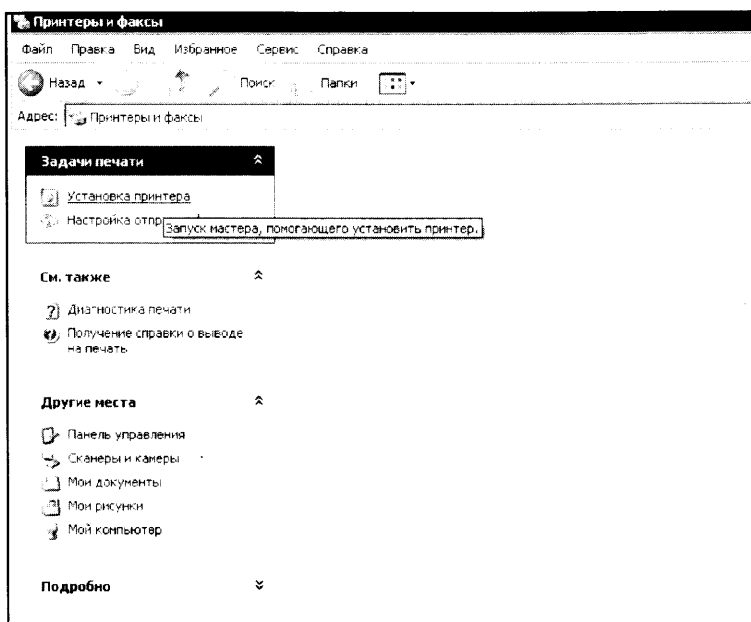 Принтеры и факсы
Файл Правка Вид Избранное Сервис Справка
Назад Поиск Папки
Адрес: Принтеры и факсы
Задачи печати
Установка принтера
Настройка отпр
Запуск мастера, помогающего установить принтер.
См. также
Диагностика печати
Получение справки о выводе
на печать
Другие места
Панель управления
Сканеры и камеры
Мои документы
Мои рисунки
Мой компьютер
Подробно